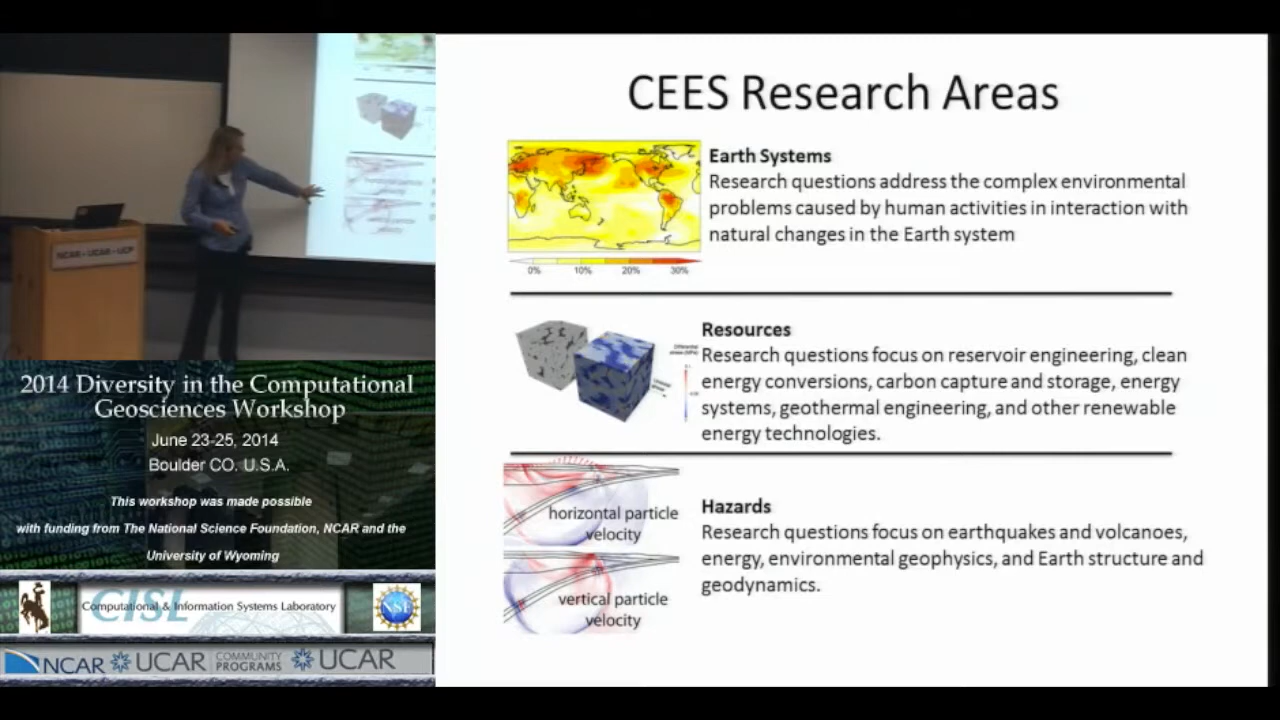 NCAR • UCAR • UCP
2014 Diversity in the Computational
Geosciences Workshop
June 23-25, 2014
Boulder CO. U.S.A.
This workshop was made possible
with funding from The National Science Foundation, NCAR and the
University of Wyoming
CISL
Computational & Information Systems Laboratory
NSF
NCAR UCAR COMMUNITY PROGRAMS UCAR
CEES Research Areas
Earth Systems
Research questions address the complex environmental
problems caused by human activities in interaction with
natural changes in the Earth system
0% 10% 20% 30%
Resources
Research questions focus on reservoir engineering, clean
energy conversions, carbon capture and storage, energy
systems, geothermal engineering, and other renewable
energy technologies.
horizontal particle
velocity
vertical particle
velocity
Hazards
Research questions focus on earthquakes and volcanoes,
energy, environmental geophysics, and Earth structure and
geodynamics.